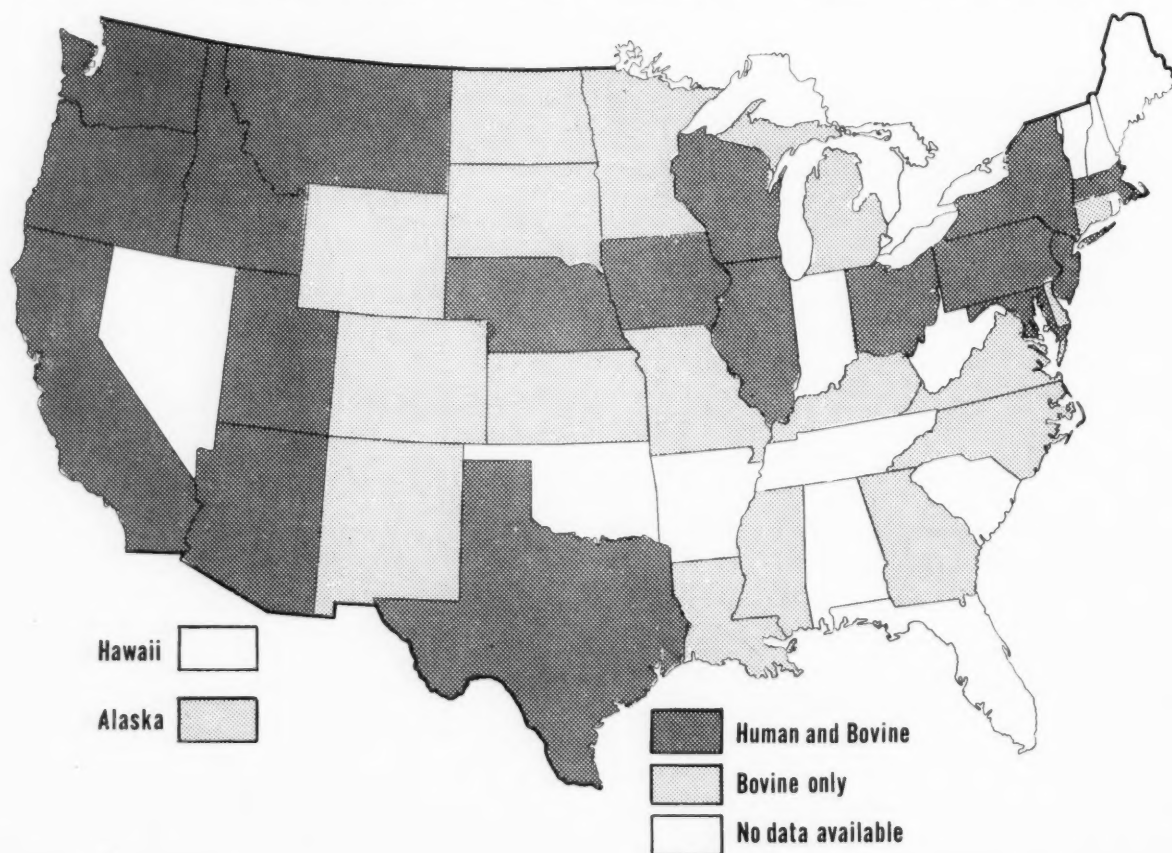 Hawaii
Alaska
Human and Bovine
Bovine only
No data available